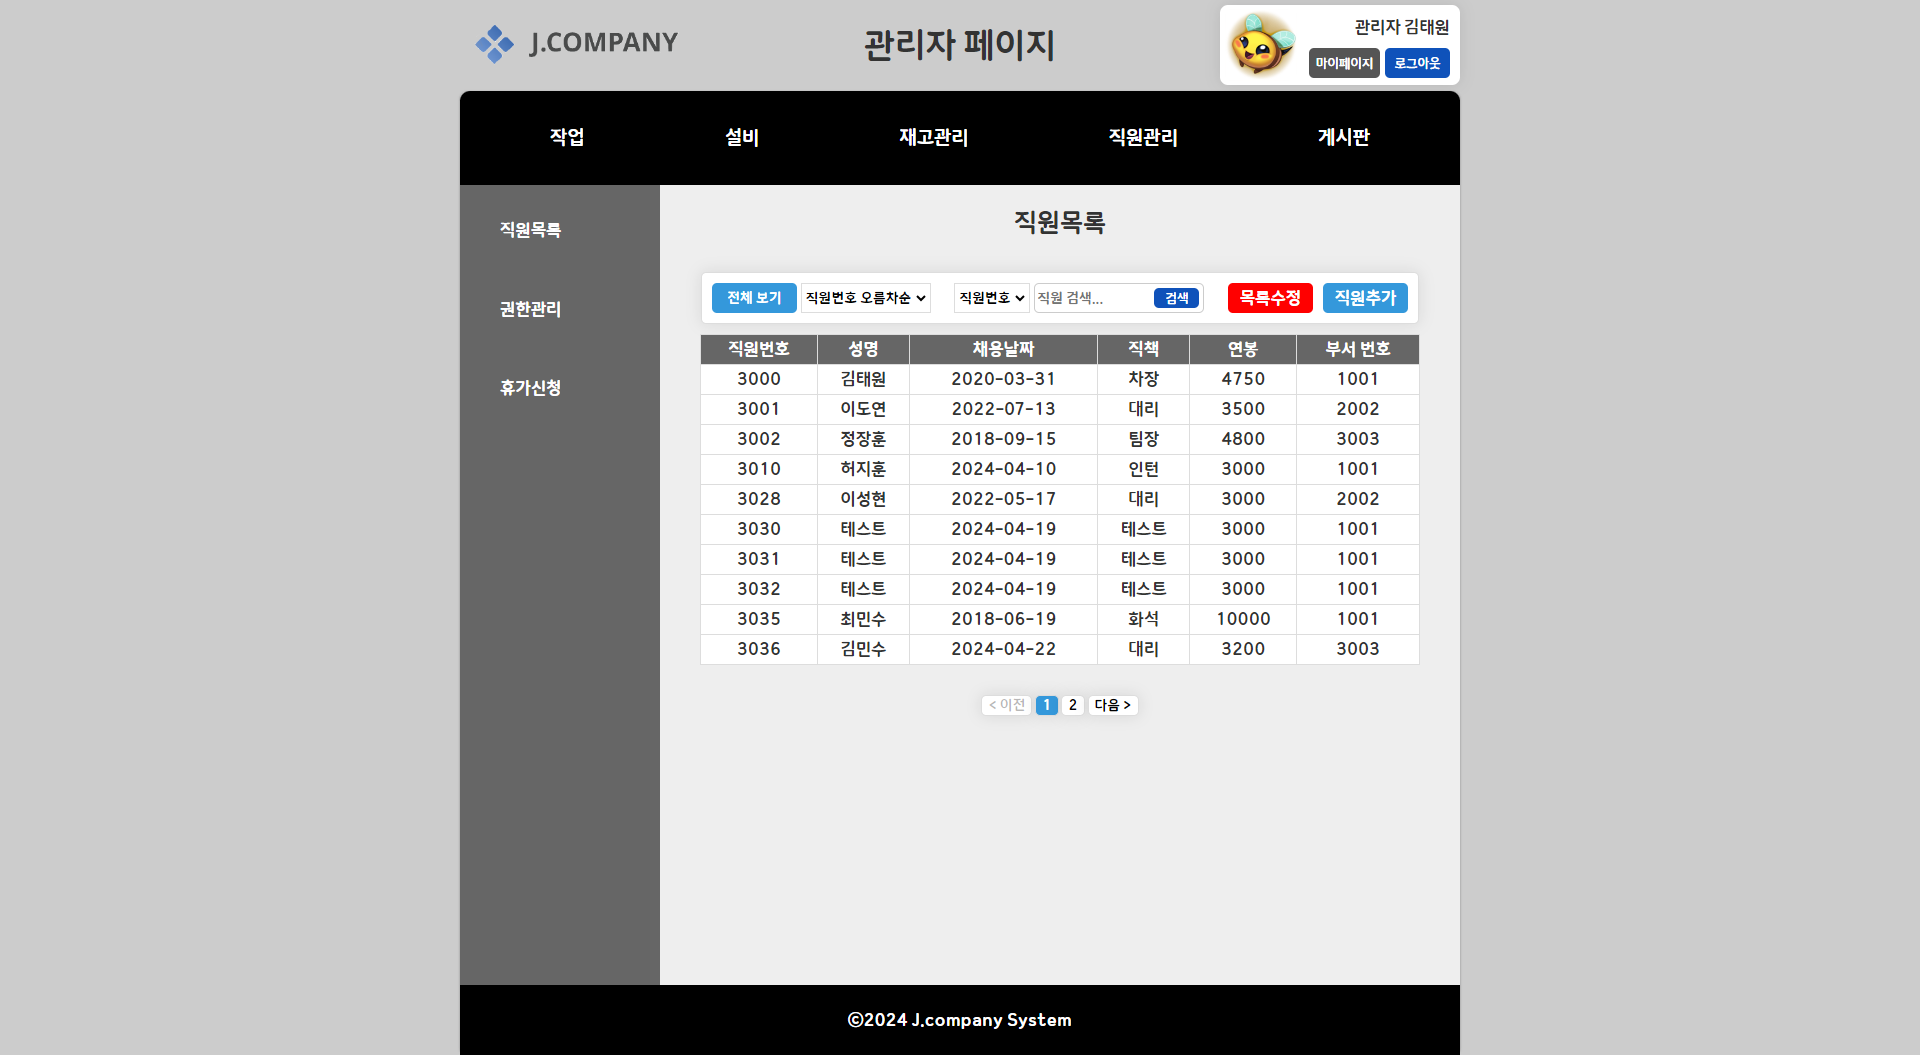 J.COMPANY
관리자 페이지
관리자 김태원
마이페이지 로그아웃
작업 설비 재고관리 직원관리 게시판
직원목록
권한관리
휴가신청
직원목록
전체 보기 직원번호 오름차순 직원번호 직원 검색... 검색 목록수정 직원추가
직원번호 성명 채용날짜 직책 연봉 부서 번호
3000 김태원 2020-03-31 차장 4750 1001
3001 이도연 2022-07-13 대리 3500 2002
3002 정장훈 2018-09-15 팀장 4800 3003
3010 허지훈 2024-04-10 인턴 3000 1001
3028 이성현 2022-05-17 대리 3000 2002
3030 테스트 2024-04-19 테스트 3000 1001
3031 테스트 2024-04-19 테스트 3000 1001
3032 테스트 2024-04-19 테스트 3000 1001
3035 최민수 2018-06-19 화석 10000 1001
3036 김민수 2024-04-22 대리 3200 3003
< 이전 1 2 다음 >
©2024 J.company System